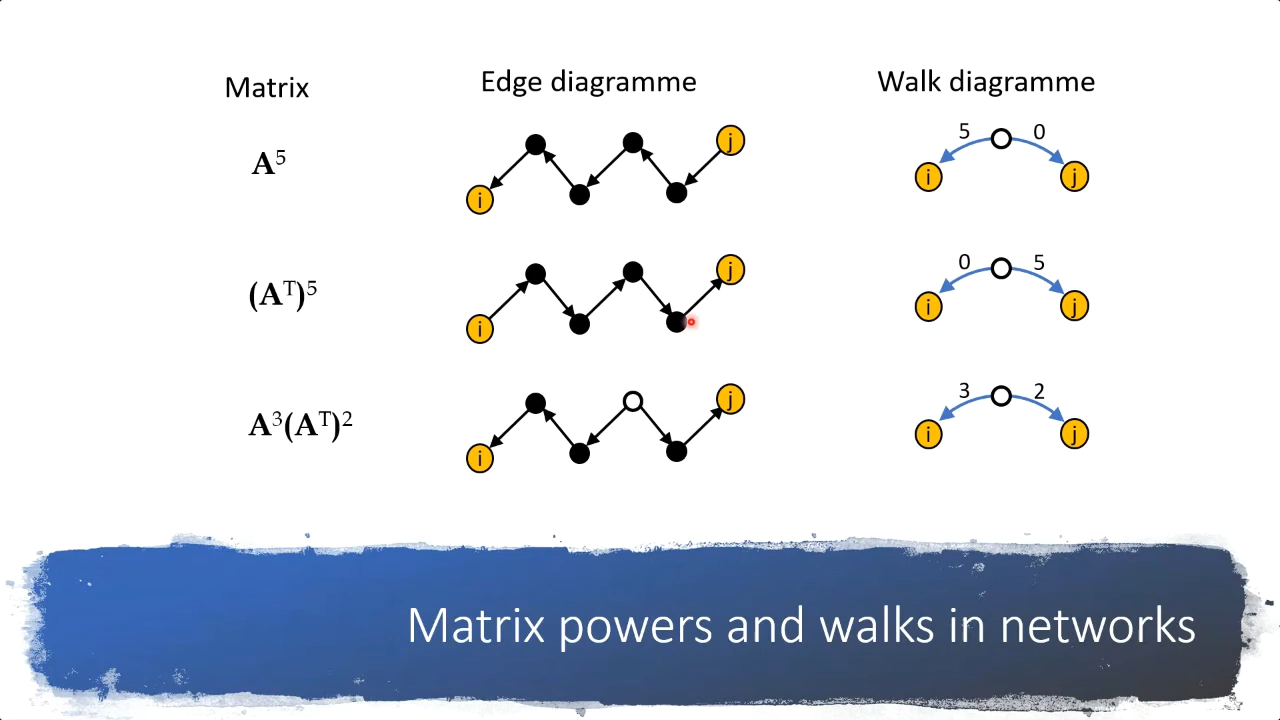 Matrix Edge diagramme Walk diagramme
A⁵ i j 5 0 i j
(Aᵀ)⁵ i j 0 5 i j
A³(Aᵀ)² i j 3 2 i j
Matrix powers and walks in networks